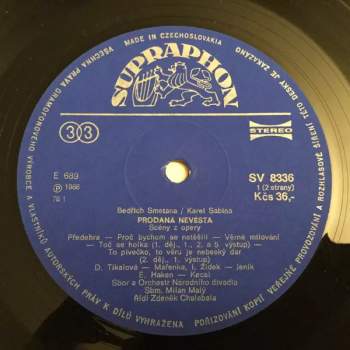 VŠECHNA PRÁVA GRAMOFONOVÉHO VÝROBCE A VLASTNÍKŮ AUTORSKÝCH PRÁV K DÍLU VYHRAZENA
MADE IN CZECHOSLOVAKIA
POŘIZOVÁNÍ KOPIÍ, VEŘEJNÉ PROVOZOVÁNÍ A ROZHLASOVÉ ŠÍŘENÍ TÉTO DESKY JE ZAKÁZÁNO
SUPRAPHON
33
STEREO
E 689
℗ 1966
SV 8336
1 (2 strany)
Kčs 36,-
Bedřich Smetana / Karel Sabina
PRODANÁ NEVĚSTA
Scény z opery
Předehra — Proč bychom se netěšili — Věrné milování
— Toč se holka (1. děj., 1., 2. a 5. výstup) — To
pivečko, to věru je nebeský dar
(2. děj., 1. výstup)
D. Tikalová — Mařenka, I. Žídek — Jeník
E. Haken — Kecal
Sbor a Orchestr Národního divadla
Sbm. Milan Malý
Řídí Zdeněk Chalabala